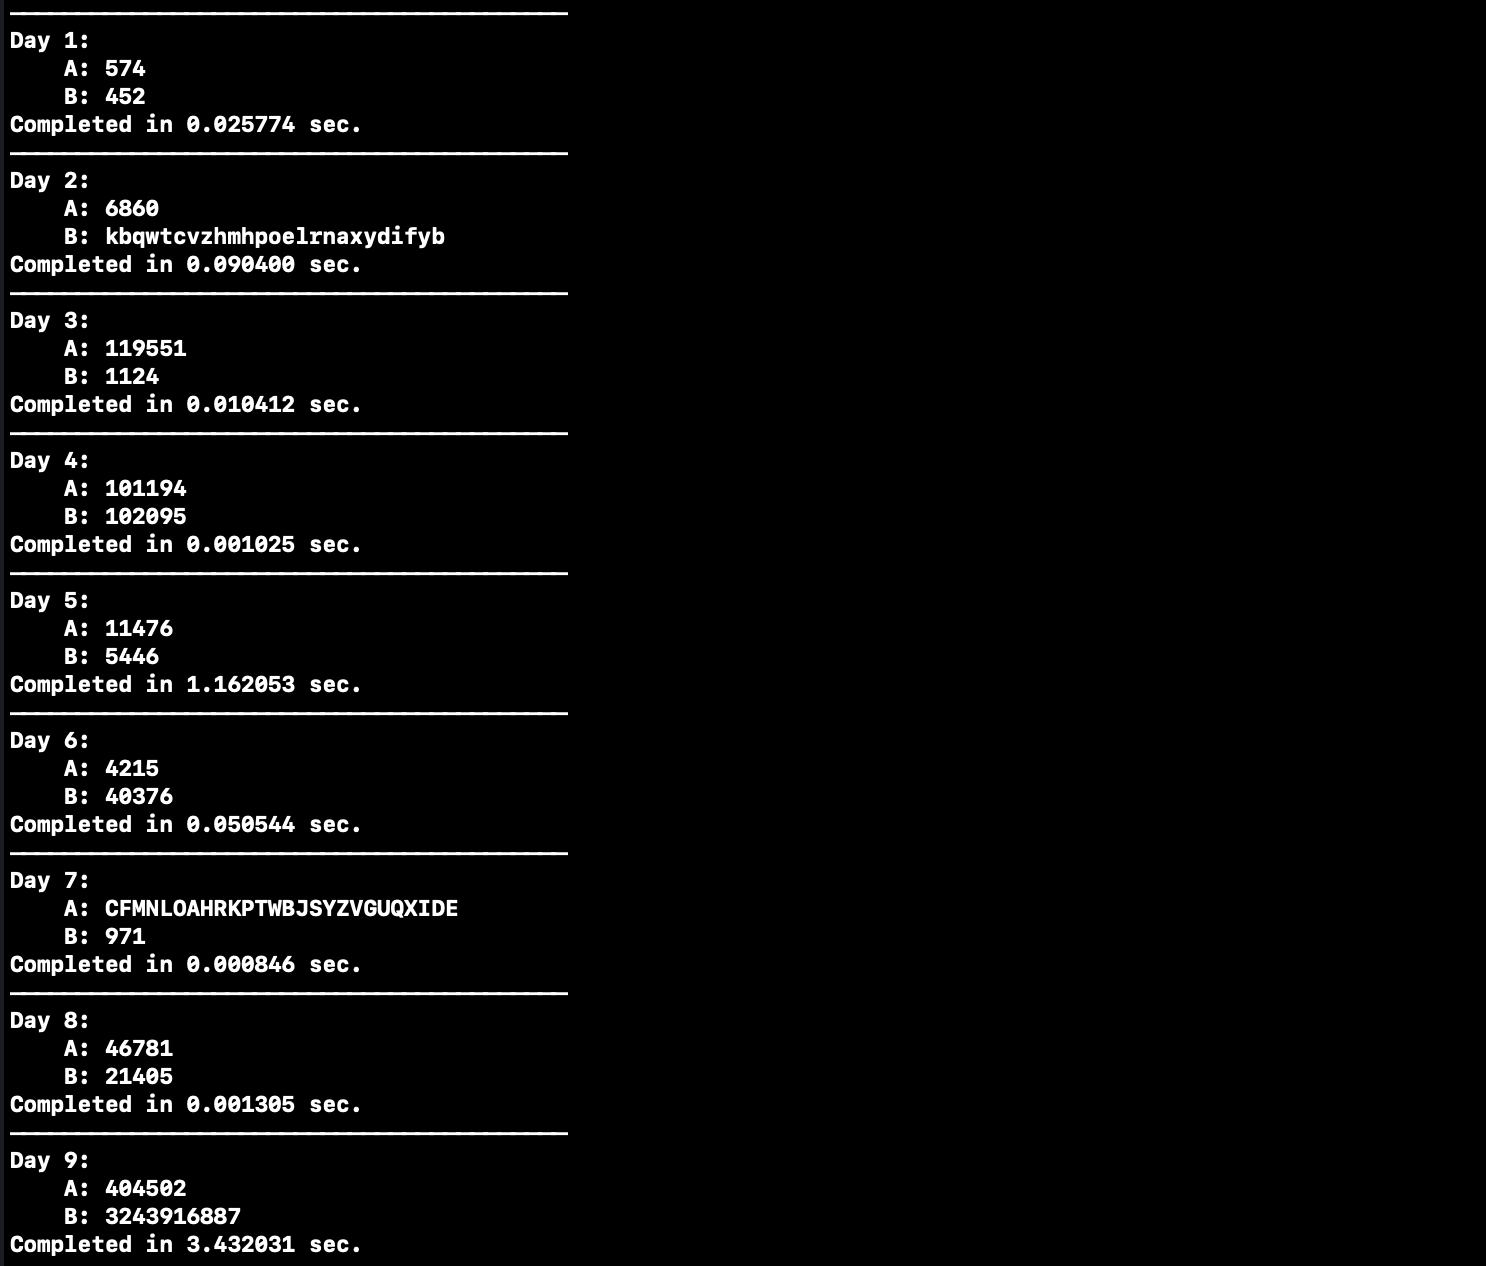 Day 1:
A: 574
B: 452
Completed in 0.025774 sec.
Day 2:
A: 6860
B: kbqwtcvzhmhpoelrnaxydifyb
Completed in 0.090400 sec.
Day 3:
A: 119551
B: 1124
Completed in 0.010412 sec.
Day 4:
A: 101194
B: 102095
Completed in 0.001025 sec.
Day 5:
A: 11476
B: 5446
Completed in 1.162053 sec.
Day 6:
A: 4215
B: 40376
Completed in 0.050544 sec.
Day 7:
A: CFMNLOAHRKPTWBJSYZVGUQXIDE
B: 971
Completed in 0.000846 sec.
Day 8:
A: 46781
B: 21405
Completed in 0.001305 sec.
Day 9:
A: 404502
B: 3243916887
Completed in 3.432031 sec.